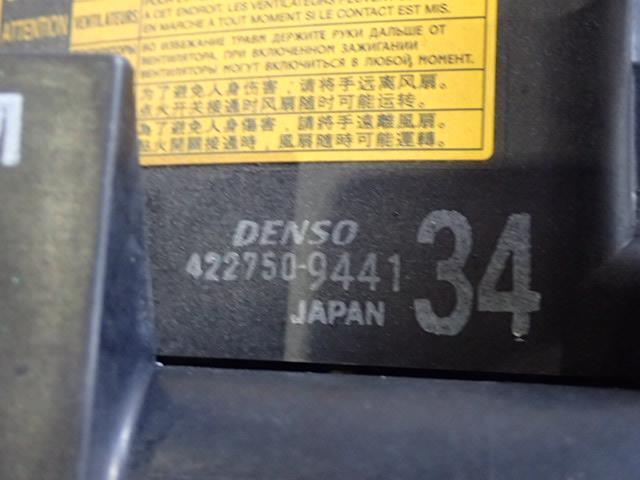 ATTENTION
VENTILATEURS
A CET ENDROIT. LES VENTILATEURS
EN MARCHE A TOUT MOMENT SI LE CONTACT EST MIS.
ВО ИЗБЕЖАНИЕ ТРАВМ ДЕРЖИТЕ РУКИ ДАЛЬШЕ ОТ
ВЕНТИЛЯТОРА, ПРИ ВКЛЮЧЕННОМ ЗАЖИГАНИИ
ВЕНТИЛЯТОРЫ МОГУТ ВКЛЮЧИТЬСЯ В ЛЮБОЙ, МОМЕНТ.
为了避免人身伤害，请将手远离风扇。
点火开关接通时风扇随时可能运转。
為了避免人身傷害，請將手遠離風扇。
點火開關接通時，風扇隨時可能運轉。
DENSO
422750-9441
34
JAPAN